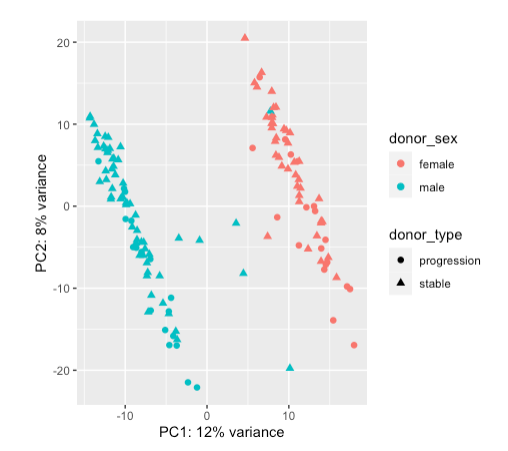 20
10
0
-10
-20
PC2: 8% variance
-10
0
10
PC1: 12% variance
donor_sex
female
male
donor_type
progression
stable